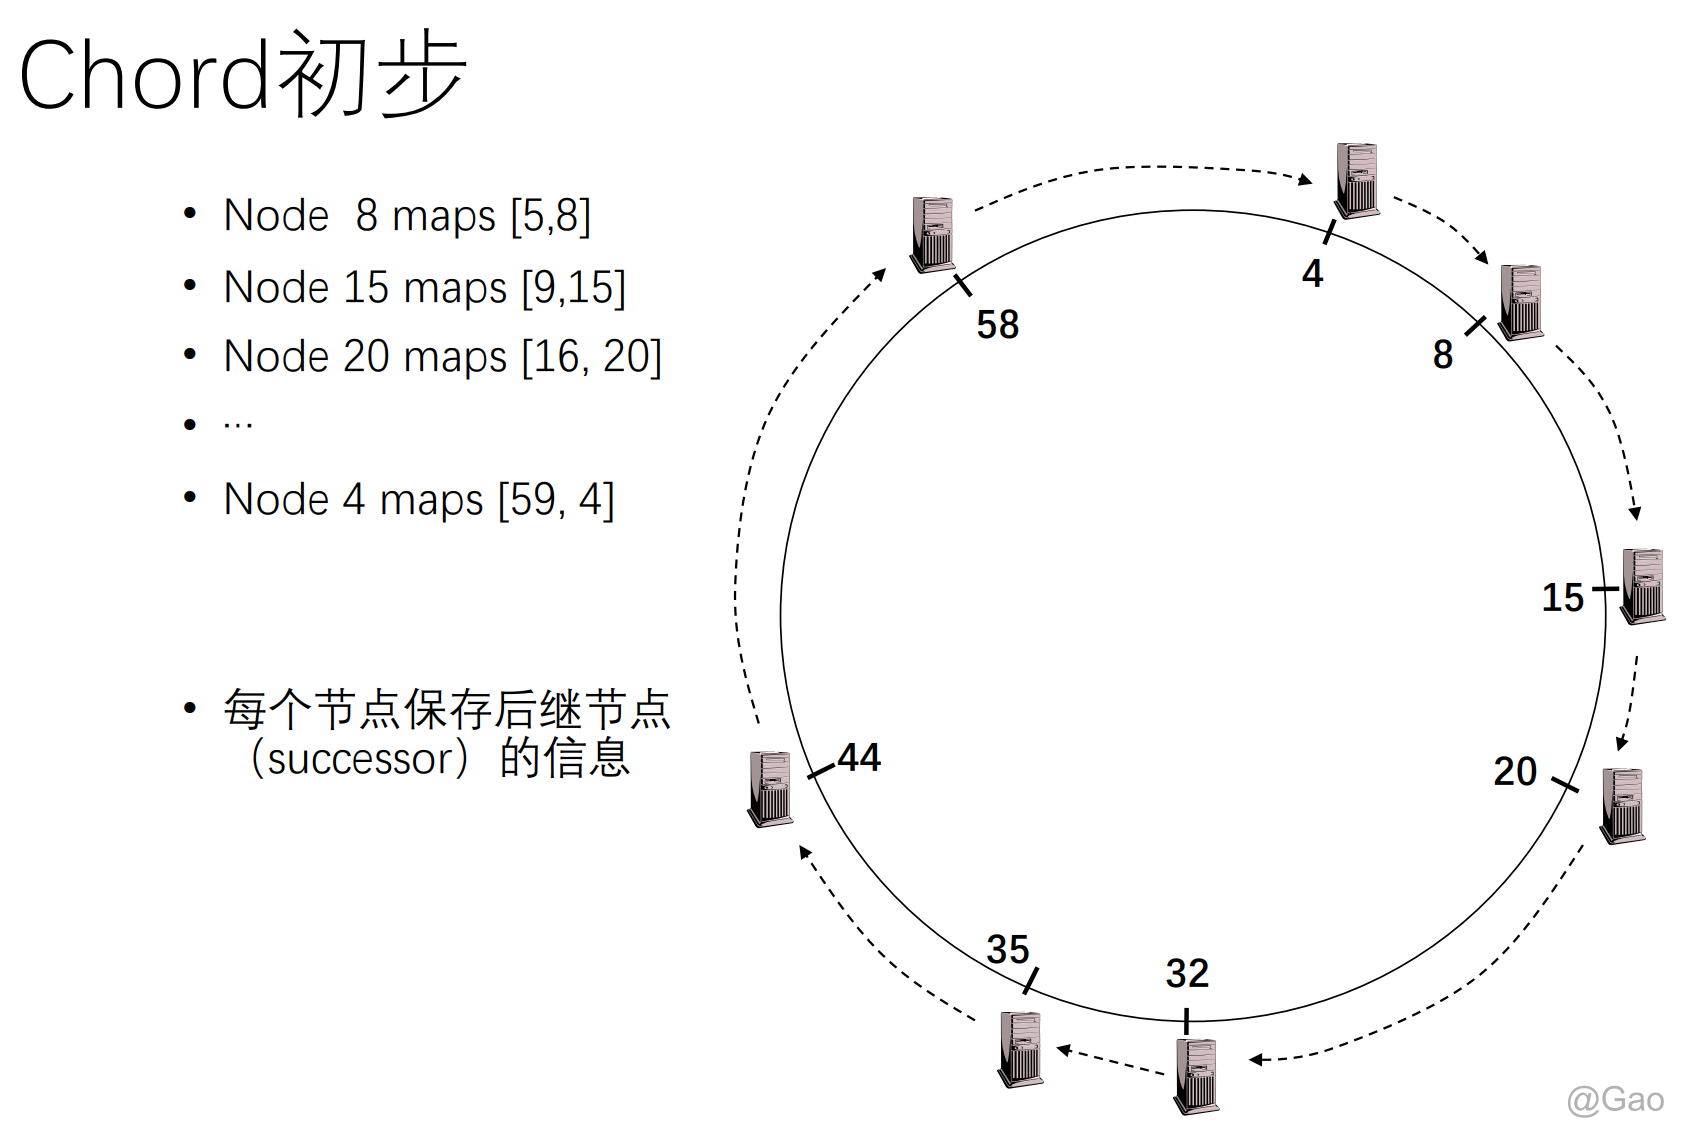 Chord初步
• Node  8 maps [5,8]
• Node 15 maps [9,15]
• Node 20 maps [16, 20]
• …
• Node 4 maps [59, 4]
• 每个节点保存后继节点
（successor）的信息
4
58
8
15
44
20
35
32
@Gao